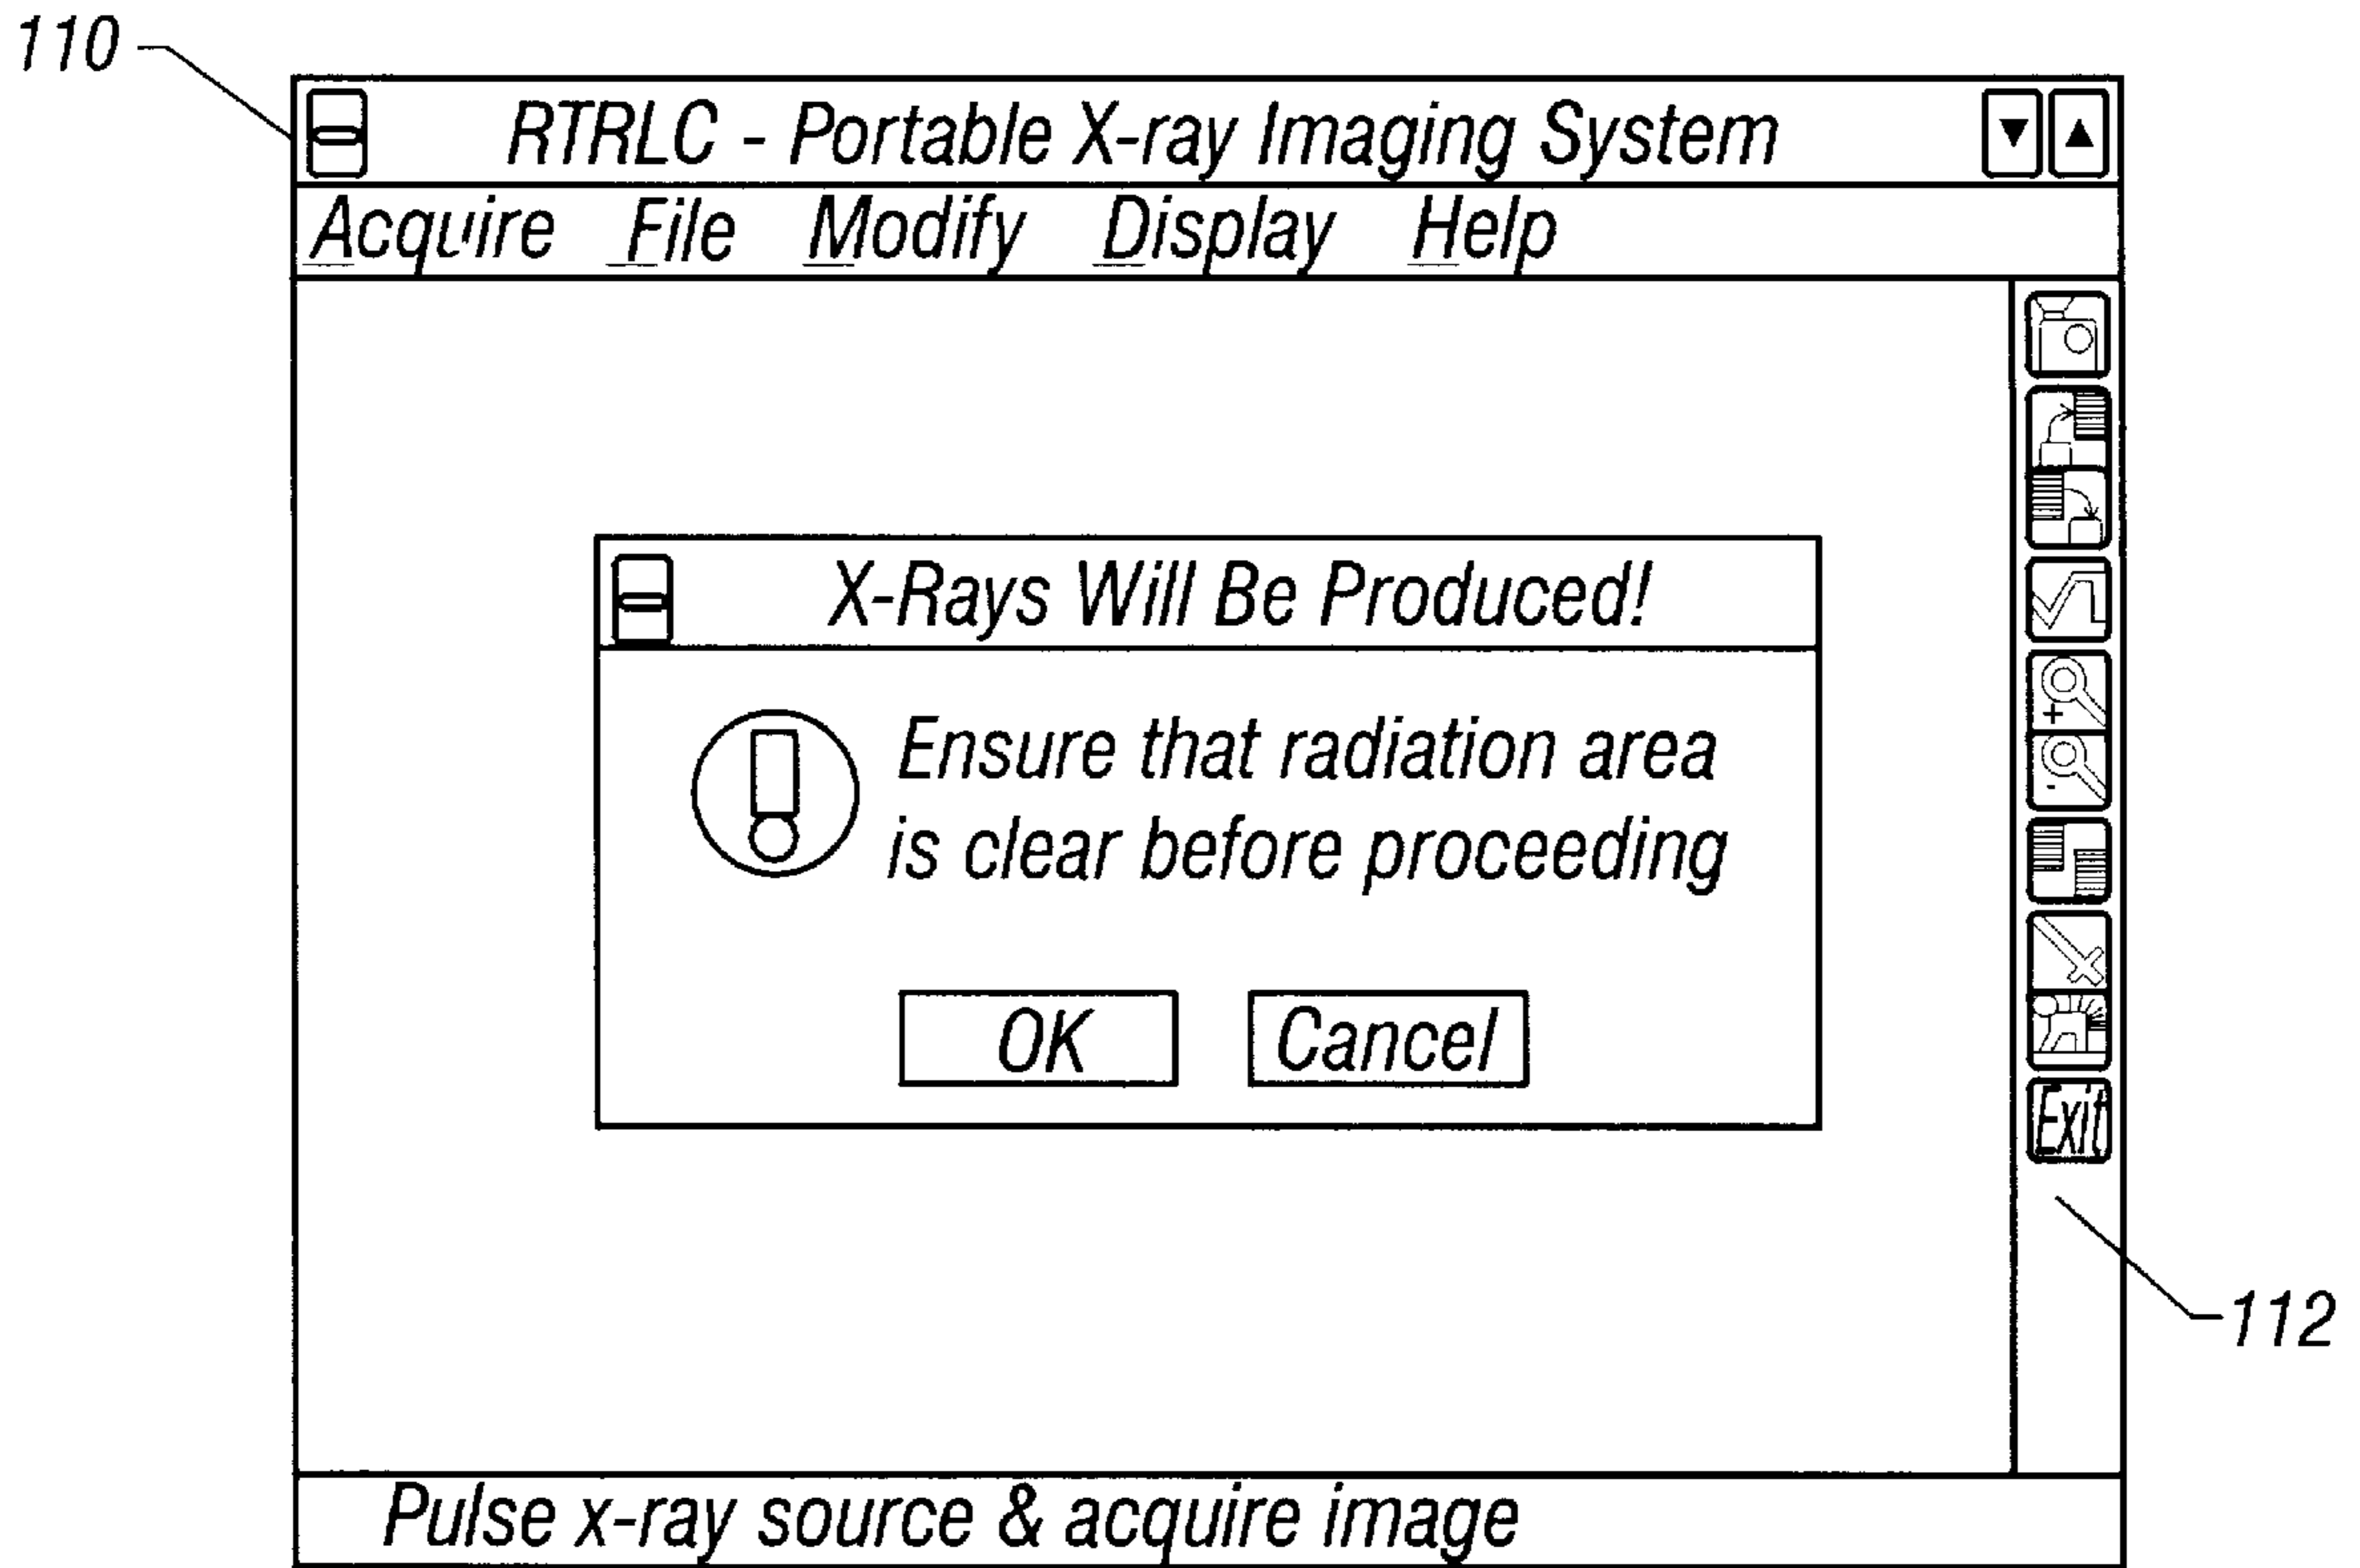 110
RTRLC - Portable X-ray Imaging System
Acquire File Modify Display Help
X-Rays Will Be Produced!
Ensure that radiation area
is clear before proceeding
+
-
OK Cancel
Exit
112
Pulse x-ray source & acquire image